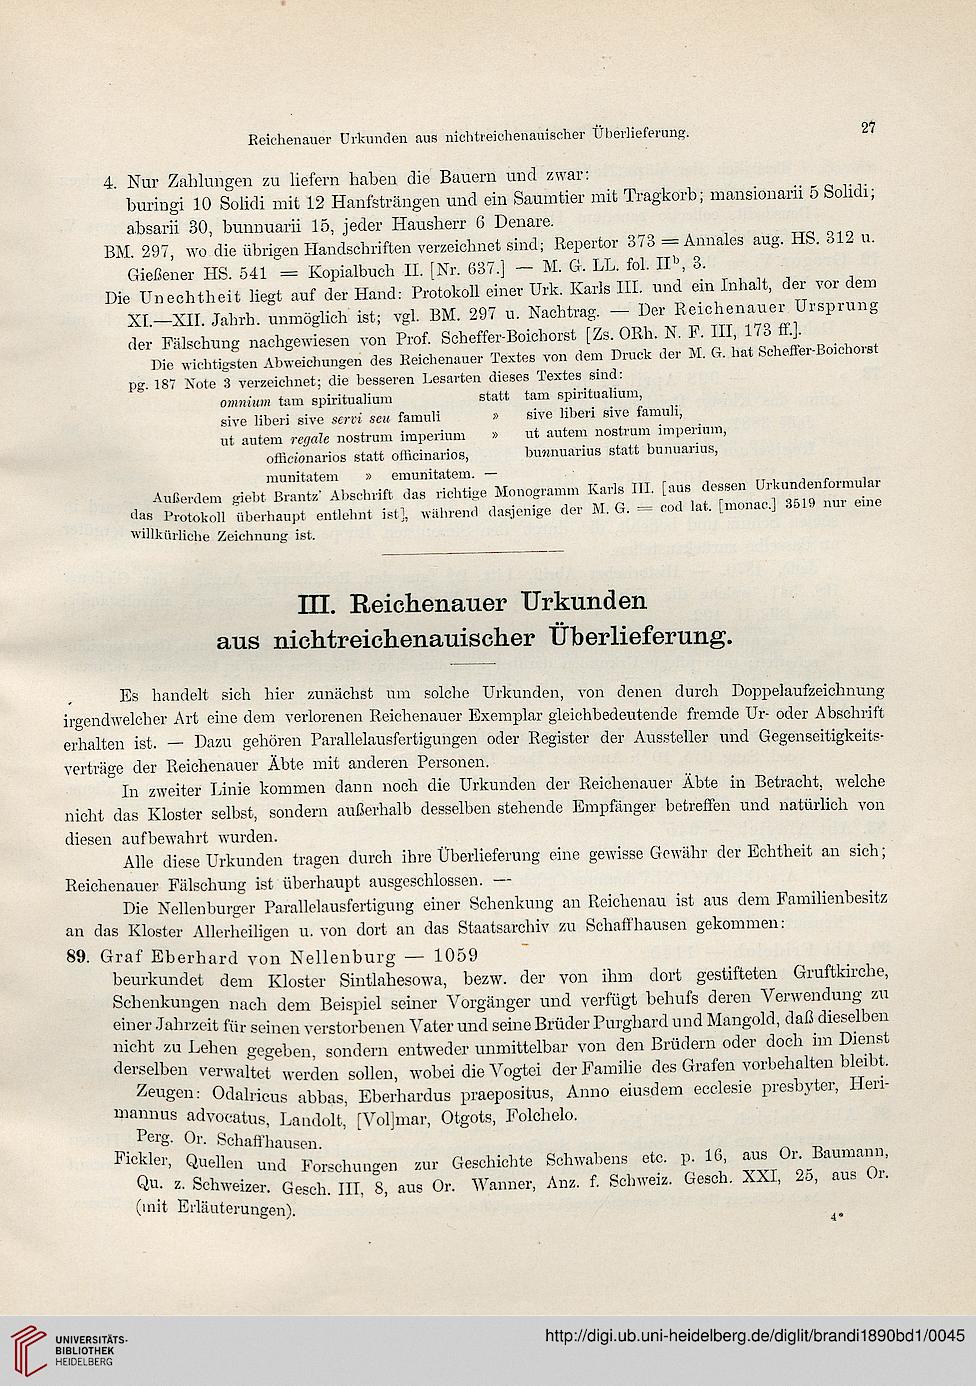 Reichenauer Urkunden aus nichtreichenauischer Überlieferung. 27
4. Nur Zahlungen zu liefern haben die Bauern und zwar:
buringi 10 Solidi mit 12 Hanfsträngen und ein Saumtier mit Tragkorb; mansionarii 5 Solidi;
absarii 30, bunnuarii 15, jeder Hausherr 6 Denare.
BM. 297, wo die übrigen Handschriften verzeichnet sind; Repertor 373 = Annales aug. HS. 312 u.
Gießener HS. 541 = Kopialbuch II. [Nr. 637.] — M. G. LL. fol. IIb, 3.
Die Unechtheit liegt auf der Hand: Protokoll einer Urk. Karls III. und ein Inhalt, der vor dem
XI.—XII. Jahrh. unmöglich ist; vgl. BM. 297 u. Nachtrag. — Der Reichenauer Ursprung
der Fälschung nachgewiesen von Prof. Scheffer-Boichorst [Zs. ORh. N. F. III, 173 ff.].
Die wichtigsten Abweichungen des Reichenauer Textes von dem Druck der M. G. hat Scheffer-Boichorst
pg. 187 Note 3 verzeichnet; die besseren Lesarten dieses Textes sind:
omnium tam spiritualium statt tam spiritualium,
sive liberi sive servi seu famuli » sive liberi sive famuli,
ut autem regale nostrum imperium » ut autem nostrum imperium,
officionarios statt officinarios, bunnuarius statt bunuarius,
munitatem » emunitatem. —
Außerdem giebt Brantz' Abschrift das richtige Monogramm Karls III. [aus dessen Urkundenformular
das Protokoll überhaupt entlehnt ist], während dasjenige der M. G. = cod lat. [monac.] 3519 nur eine
willkürliche Zeichnung ist.
III. Reichenauer Urkunden
aus nichtreichenauischer Überlieferung.
Es handelt sich hier zunächst um solche Urkunden, von denen durch Doppelaufzeichnung
irgendwelcher Art eine dem verlorenen Reichenauer Exemplar gleichbedeutende fremde Ur- oder Abschrift
erhalten ist. — Dazu gehören Parallelausfertigungen oder Register der Aussteller und Gegenseitigkeits-
verträge der Reichenauer Äbte mit anderen Personen.
In zweiter Linie kommen dann noch die Urkunden der Reichenauer Äbte in Betracht, welche
nicht das Kloster selbst, sondern außerhalb desselben stehende Empfänger betreffen und natürlich von
diesen aufbewahrt wurden.
Alle diese Urkunden tragen durch ihre Überlieferung eine gewisse Gewähr der Echtheit an sich;
Reichenauer Fälschung ist überhaupt ausgeschlossen. —
Die Nellenburger Parallelausfertigung einer Schenkung an Reichenau ist aus dem Familienbesitz
an das Kloster Allerheiligen u. von dort an das Staatsarchiv zu Schaffhausen gekommen:
89. Graf Eberhard von Nellenburg — 1059
beurkundet dem Kloster Sintlahesowa, bezw. der von ihm dort gestifteten Gruftkirche,
Schenkungen nach dem Beispiel seiner Vorgänger und verfügt behufs deren Verwendung zu
einer Jahrzeit für seinen verstorbenen Vater und seine Brüder Purghard und Mangold, daß dieselben
nicht zu Lehen gegeben, sondern entweder unmittelbar von den Brüdern oder doch im Dienst
derselben verwaltet werden sollen, wobei die Vogtei der Familie des Grafen vorbehalten bleibt.
Zeugen: Odalricus abbas, Eberhardus praepositus, Anno eiusdem ecclesie presbyter, Heri-
mannus advocatus, Landolt, [Vol]mar, Otgots, Folchelo.
Perg. Or. Schaffhausen.
Fickler, Quellen und Forschungen zur Geschichte Schwabens etc. p. 16, aus Or. Baumann,
Qu. z. Schweizer. Gesch. III, 8, aus Or. Wanner, Anz. f. Schweiz. Gesch. XXI, 25, aus Or.
(mit Erläuterungen).
4*
UNIVERSITÄTS-
BIBLIOTHEK
HEIDELBERG
http://digi.ub.uni-heidelberg.de/diglit/brandi1890bd1/0045